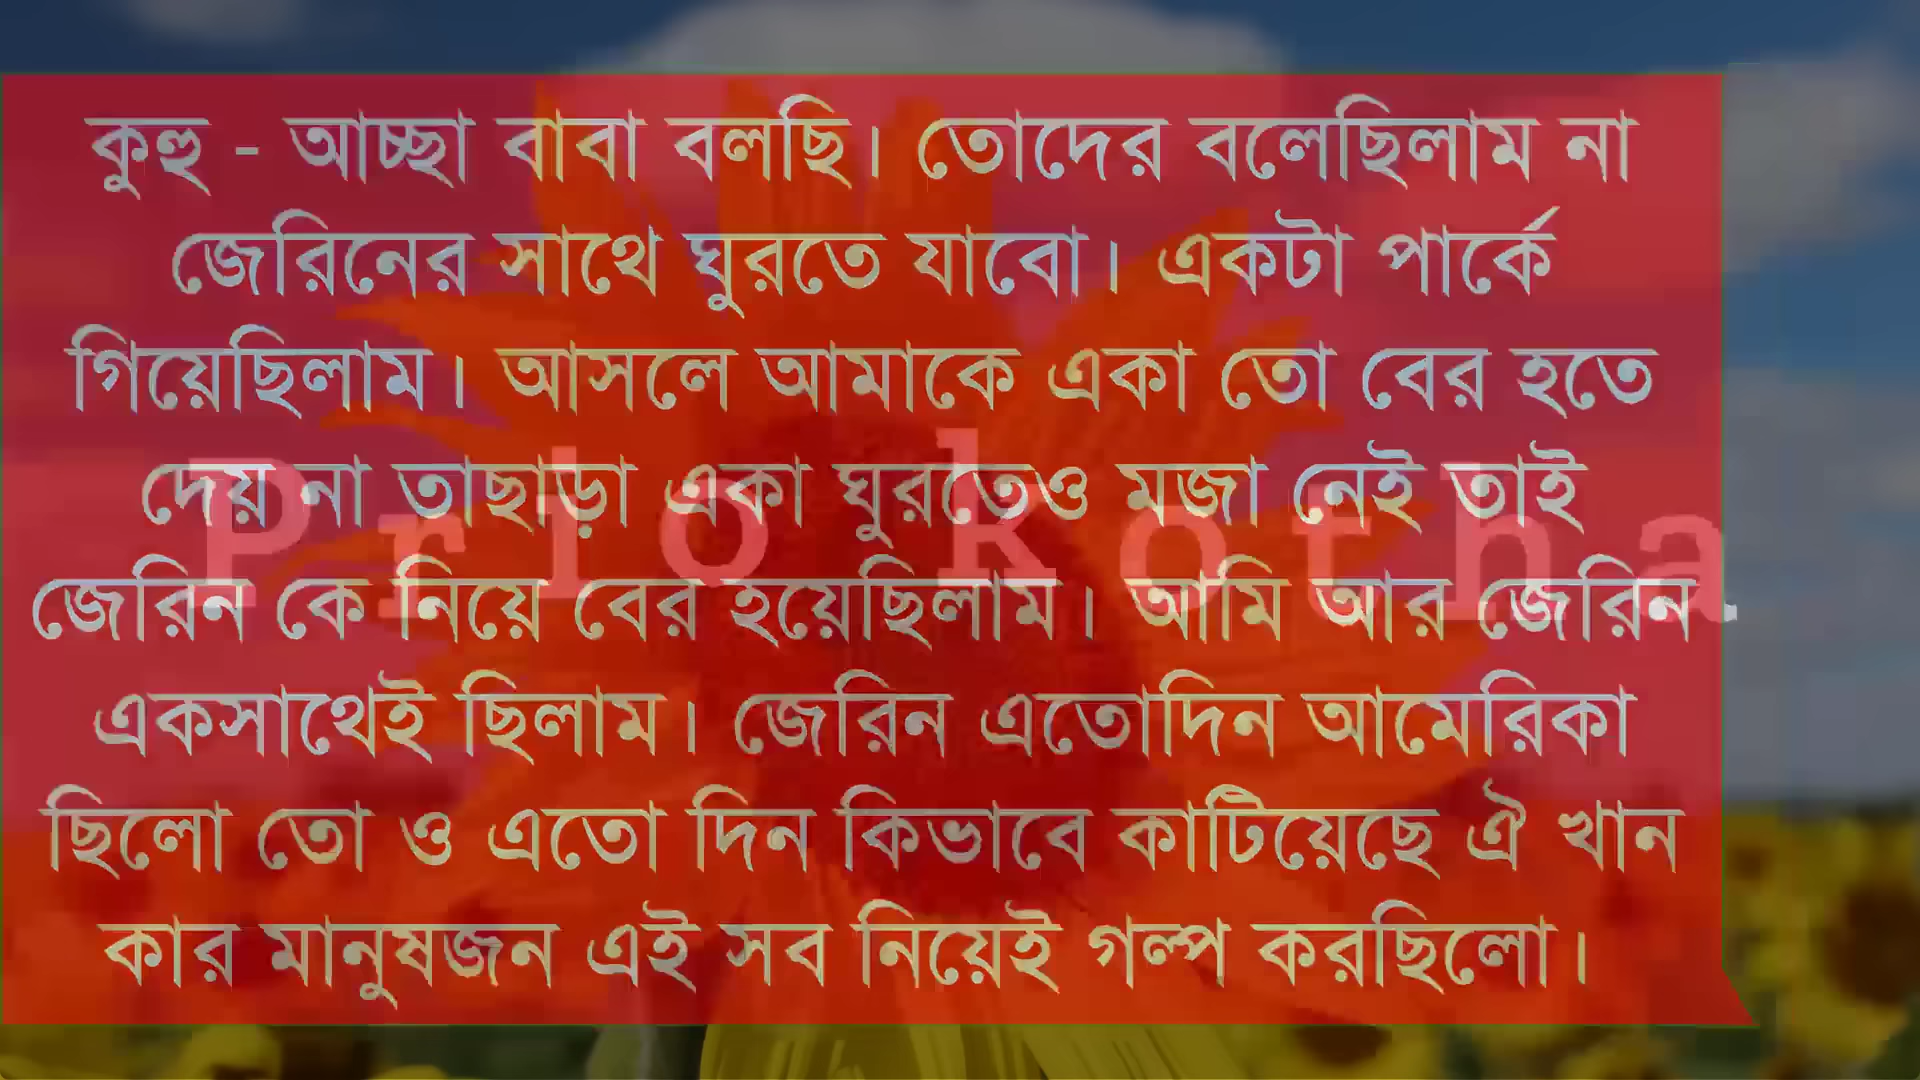 কুহু - আচ্ছা বাবা বলছি। তোদের বলেছিলাম না
জেরিনের সাথে ঘুরতে যাবো। একটা পার্কে
গিয়েছিলাম। আসলে আমাকে একা তো বের হতে
দেয় না তাছাড়া একা ঘুরতেও মজা নেই তাই
Prio kotha
জেরিন কে নিয়ে বের হয়েছিলাম। আমি আর জেরিন
একসাথেই ছিলাম। জেরিন এতোদিন আমেরিকা
ছিলো তো ও এতো দিন কিভাবে কাটিয়েছে ঐ খান
কার মানুষজন এই সব নিয়েই গল্প করছিলো।